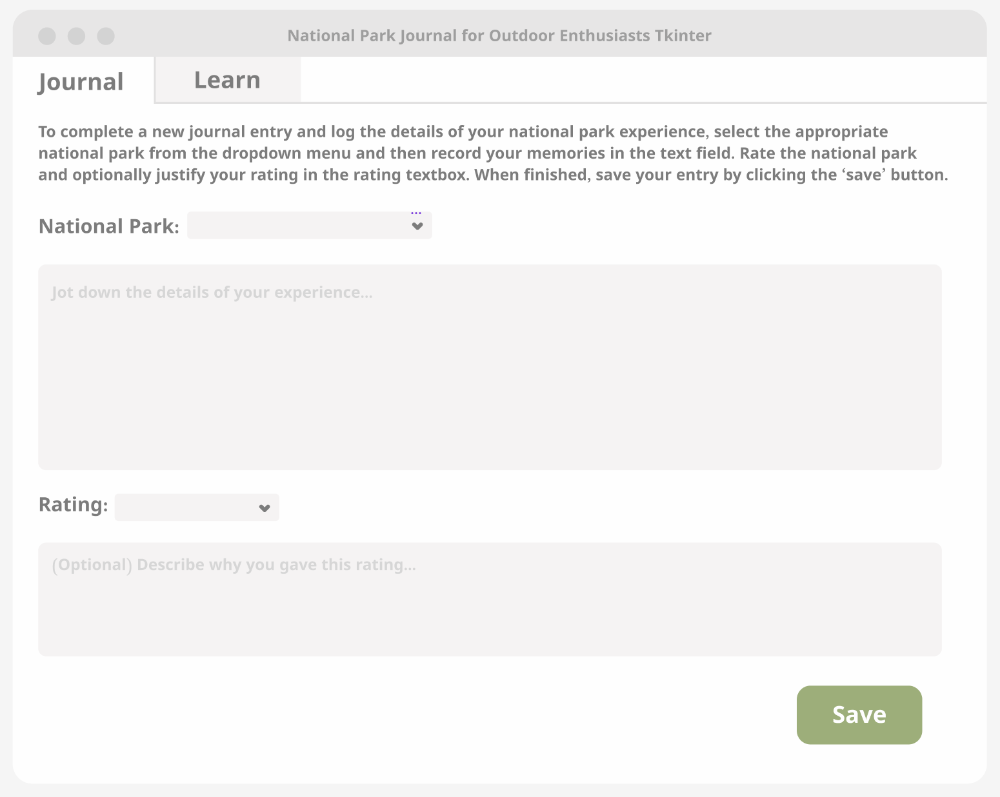 National Park Journal for Outdoor Enthusiasts Tkinter
Journal
Learn
To complete a new journal entry and log the details of your national park experience, select the appropriate
national park from the dropdown menu and then record your memories in the text field. Rate the national park
and optionally justify your rating in the rating textbox. When finished, save your entry by clicking the ‘save’ button.
National Park:
...
Jot down the details of your experience...
Rating:
(Optional) Describe why you gave this rating...
Save